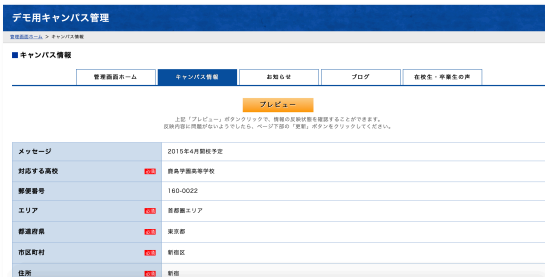 デモ用キャンパス管理
管理画面ホーム > キャンパス情報
キャンパス情報
管理画面ホーム キャンパス情報 お知らせ ブログ 在校生・卒業生の声
プレビュー
上記「プレビュー」ボタンクリックで、情報の反映状態を確認することができます。
反映内容に問題がないようでしたら、ページ下部の「更新」ボタンをクリックしてください。
メッセージ 2015年4月開校予定
対応する高校 必須 鹿島学園高等学校
郵便番号 160-0022
エリア 必須 首都圏エリア
都道府県 必須 東京都
市区町村 必須 新宿区
住所 必須 新宿